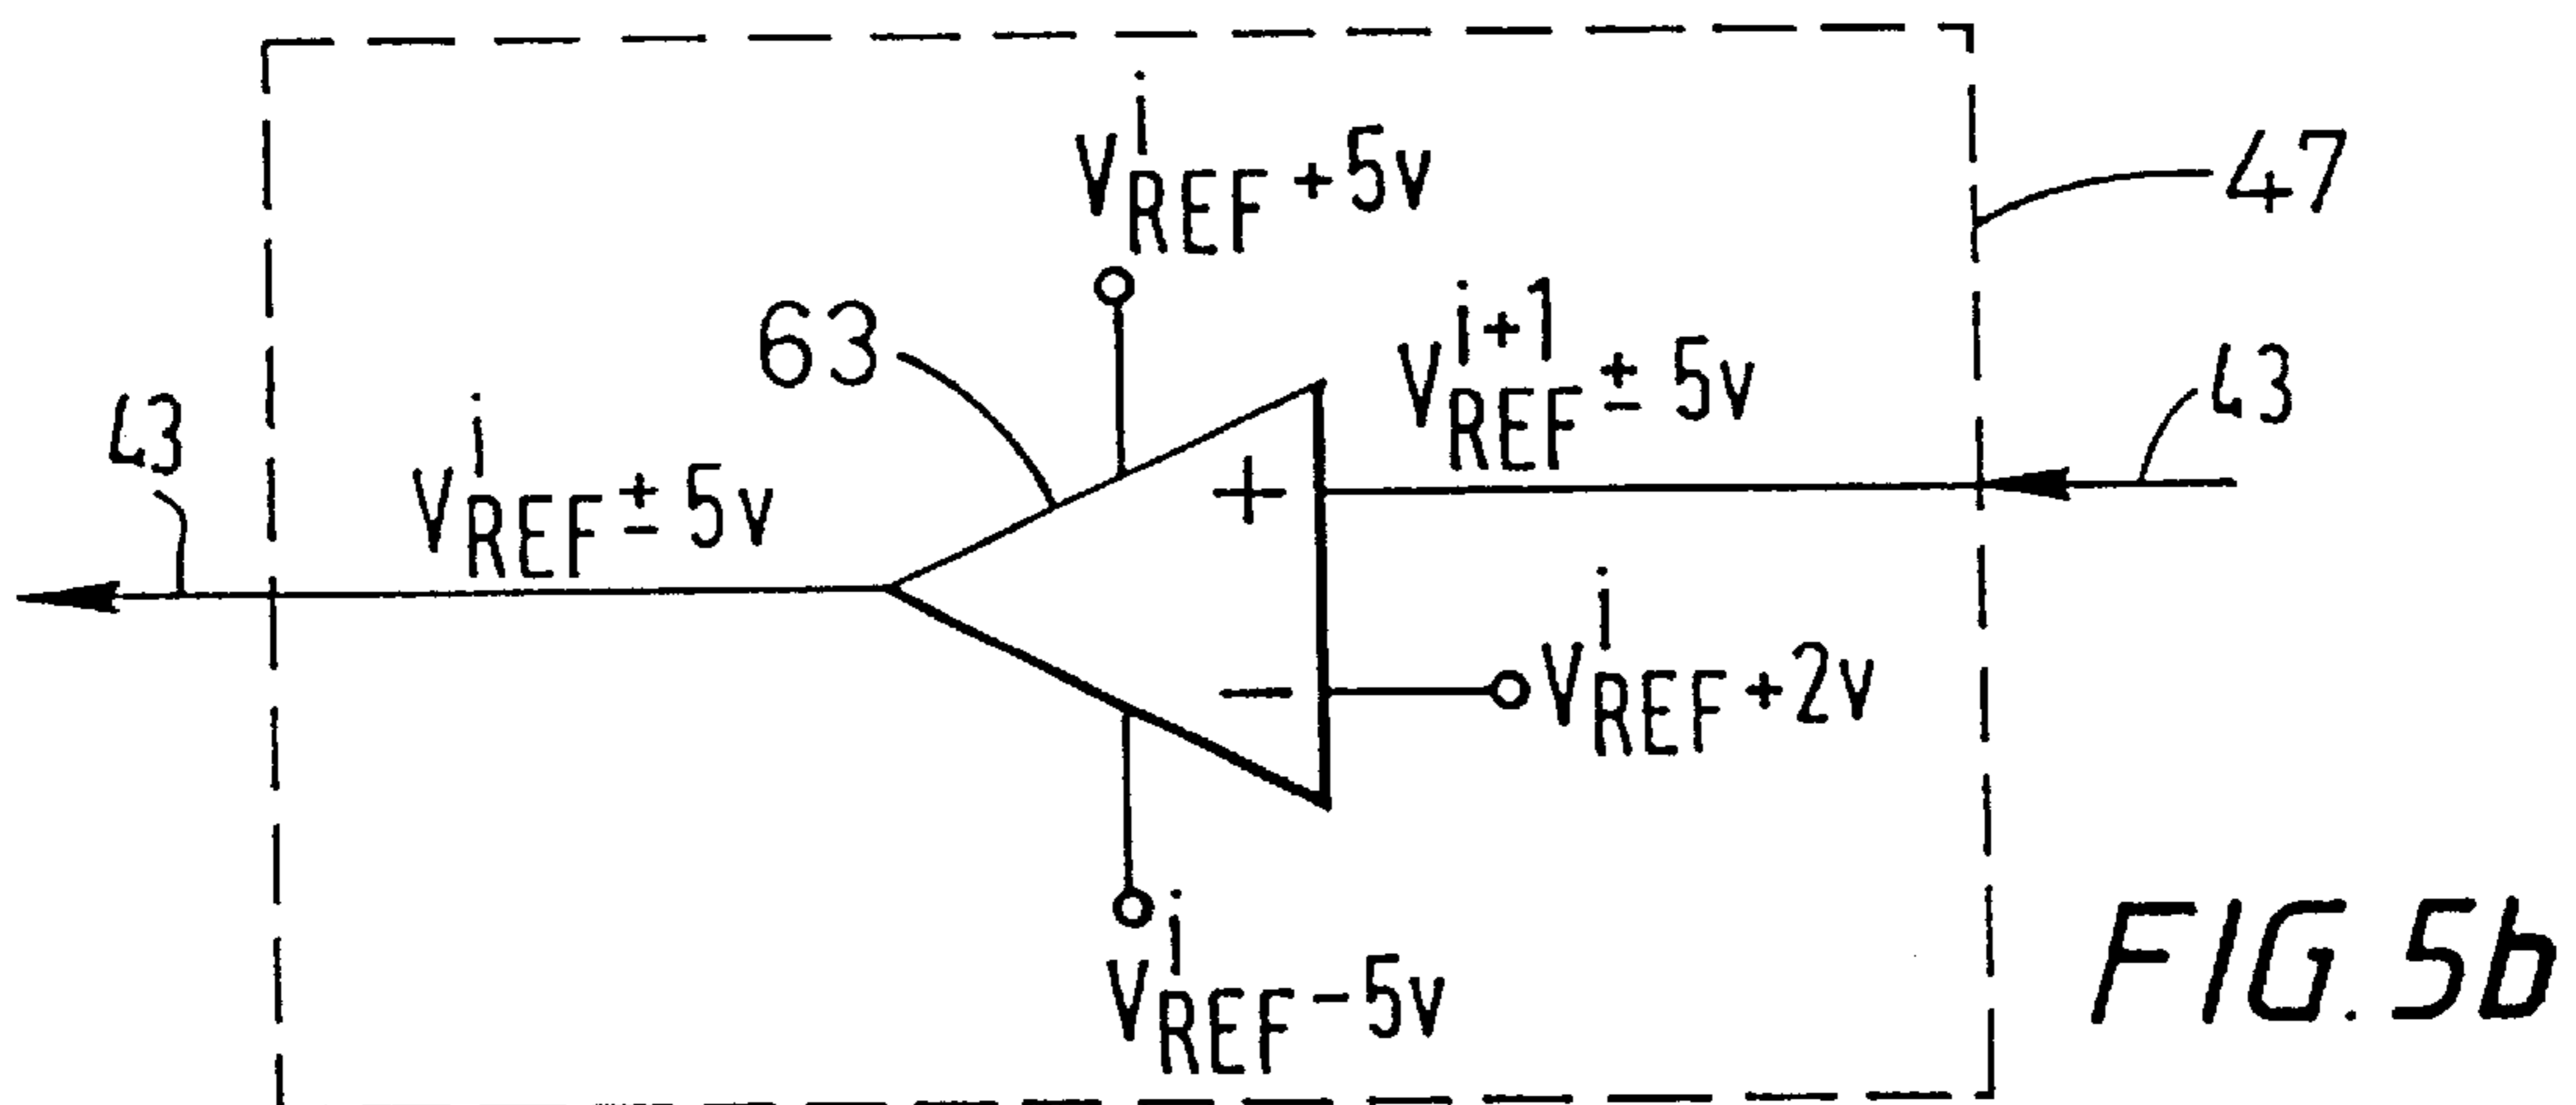 V^i_REF +5v
47
63
V^{i+1}_REF ± 5v
43
43
V^i_REF ± 5v
+
−
V^i_REF +2v
V^i_REF −5v
FIG. 5b